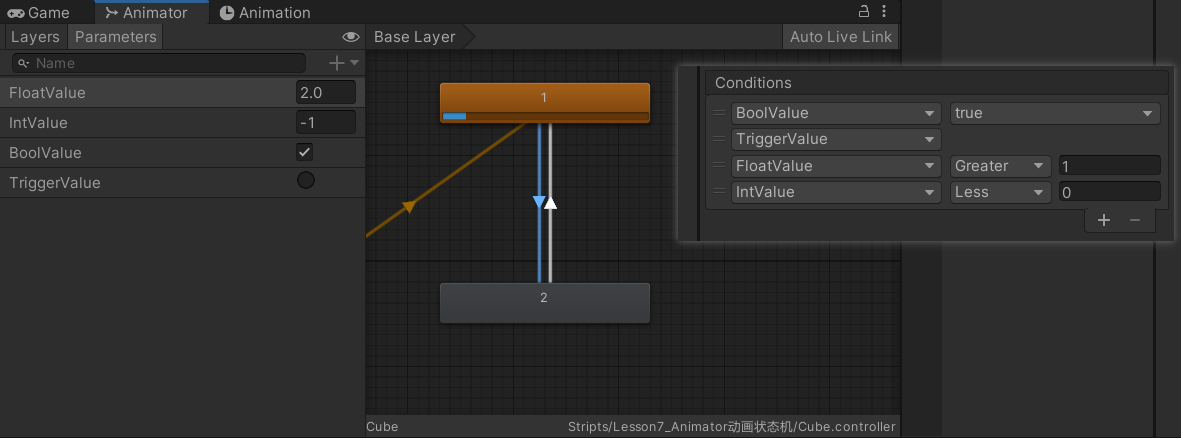 Game Animator Animation
Layers Parameters Base Layer Auto Live Link
Name
FloatValue 2.0
IntValue -1
BoolValue
TriggerValue
1
2
Conditions
BoolValue true
TriggerValue
FloatValue Greater 1
IntValue Less 0
Cube Stripts/Lesson7_Animator动画状态机/Cube.controller